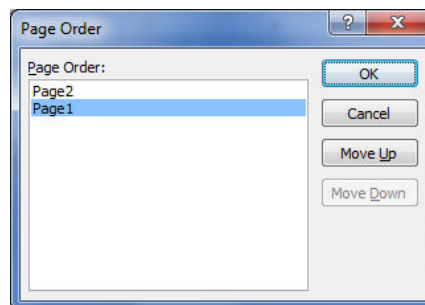 Page Order
Page Order:
Page2
Page1
OK
Cancel
Move Up
Move Down